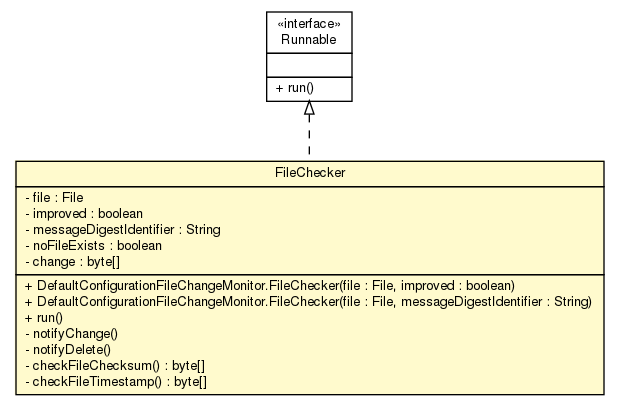 «interface»
Runnable
+ run()
FileChecker
- file : File
- improved : boolean
- messageDigestIdentifier : String
- noFileExists : boolean
- change : byte[]
+ DefaultConfigurationFileChangeMonitor.FileChecker(file : File, improved : boolean)
+ DefaultConfigurationFileChangeMonitor.FileChecker(file : File, messageDigestIdentifier : String)
+ run()
- notifyChange()
- notifyDelete()
- checkFileChecksum() : byte[]
- checkFileTimestamp() : byte[]